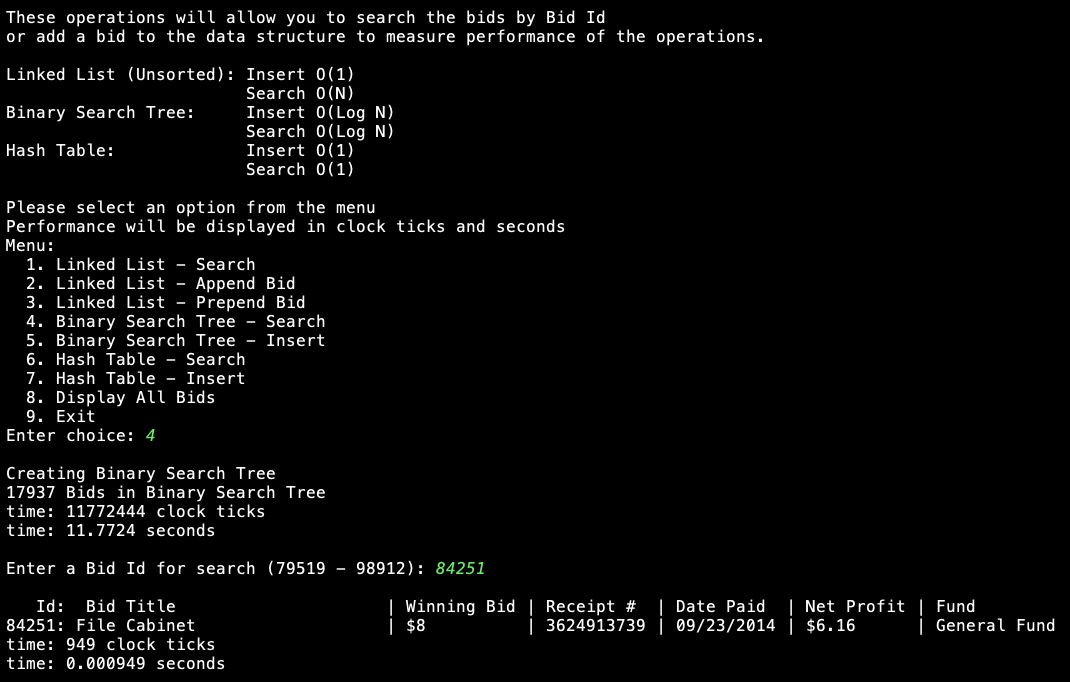 These operations will allow you to search the bids by Bid Id
or add a bid to the data structure to measure performance of the operations.

Linked List (Unsorted): Insert O(1)
                        Search O(N)
Binary Search Tree:     Insert O(Log N)
                        Search O(Log N)
Hash Table:             Insert O(1)
                        Search O(1)

Please select an option from the menu
Performance will be displayed in clock ticks and seconds
Menu:
  1. Linked List – Search
  2. Linked List – Append Bid
  3. Linked List – Prepend Bid
  4. Binary Search Tree – Search
  5. Binary Search Tree – Insert
  6. Hash Table – Search
  7. Hash Table – Insert
  8. Display All Bids
  9. Exit
Enter choice: 4

Creating Binary Search Tree
17937 Bids in Binary Search Tree
time: 11772444 clock ticks
time: 11.7724 seconds

Enter a Bid Id for search (79519 – 98912): 84251

   Id:  Bid Title                     | Winning Bid | Receipt #  | Date Paid  | Net Profit | Fund
84251: File Cabinet                   | $8          | 3624913739 | 09/23/2014 | $6.16      | General Fund
time: 949 clock ticks
time: 0.000949 seconds